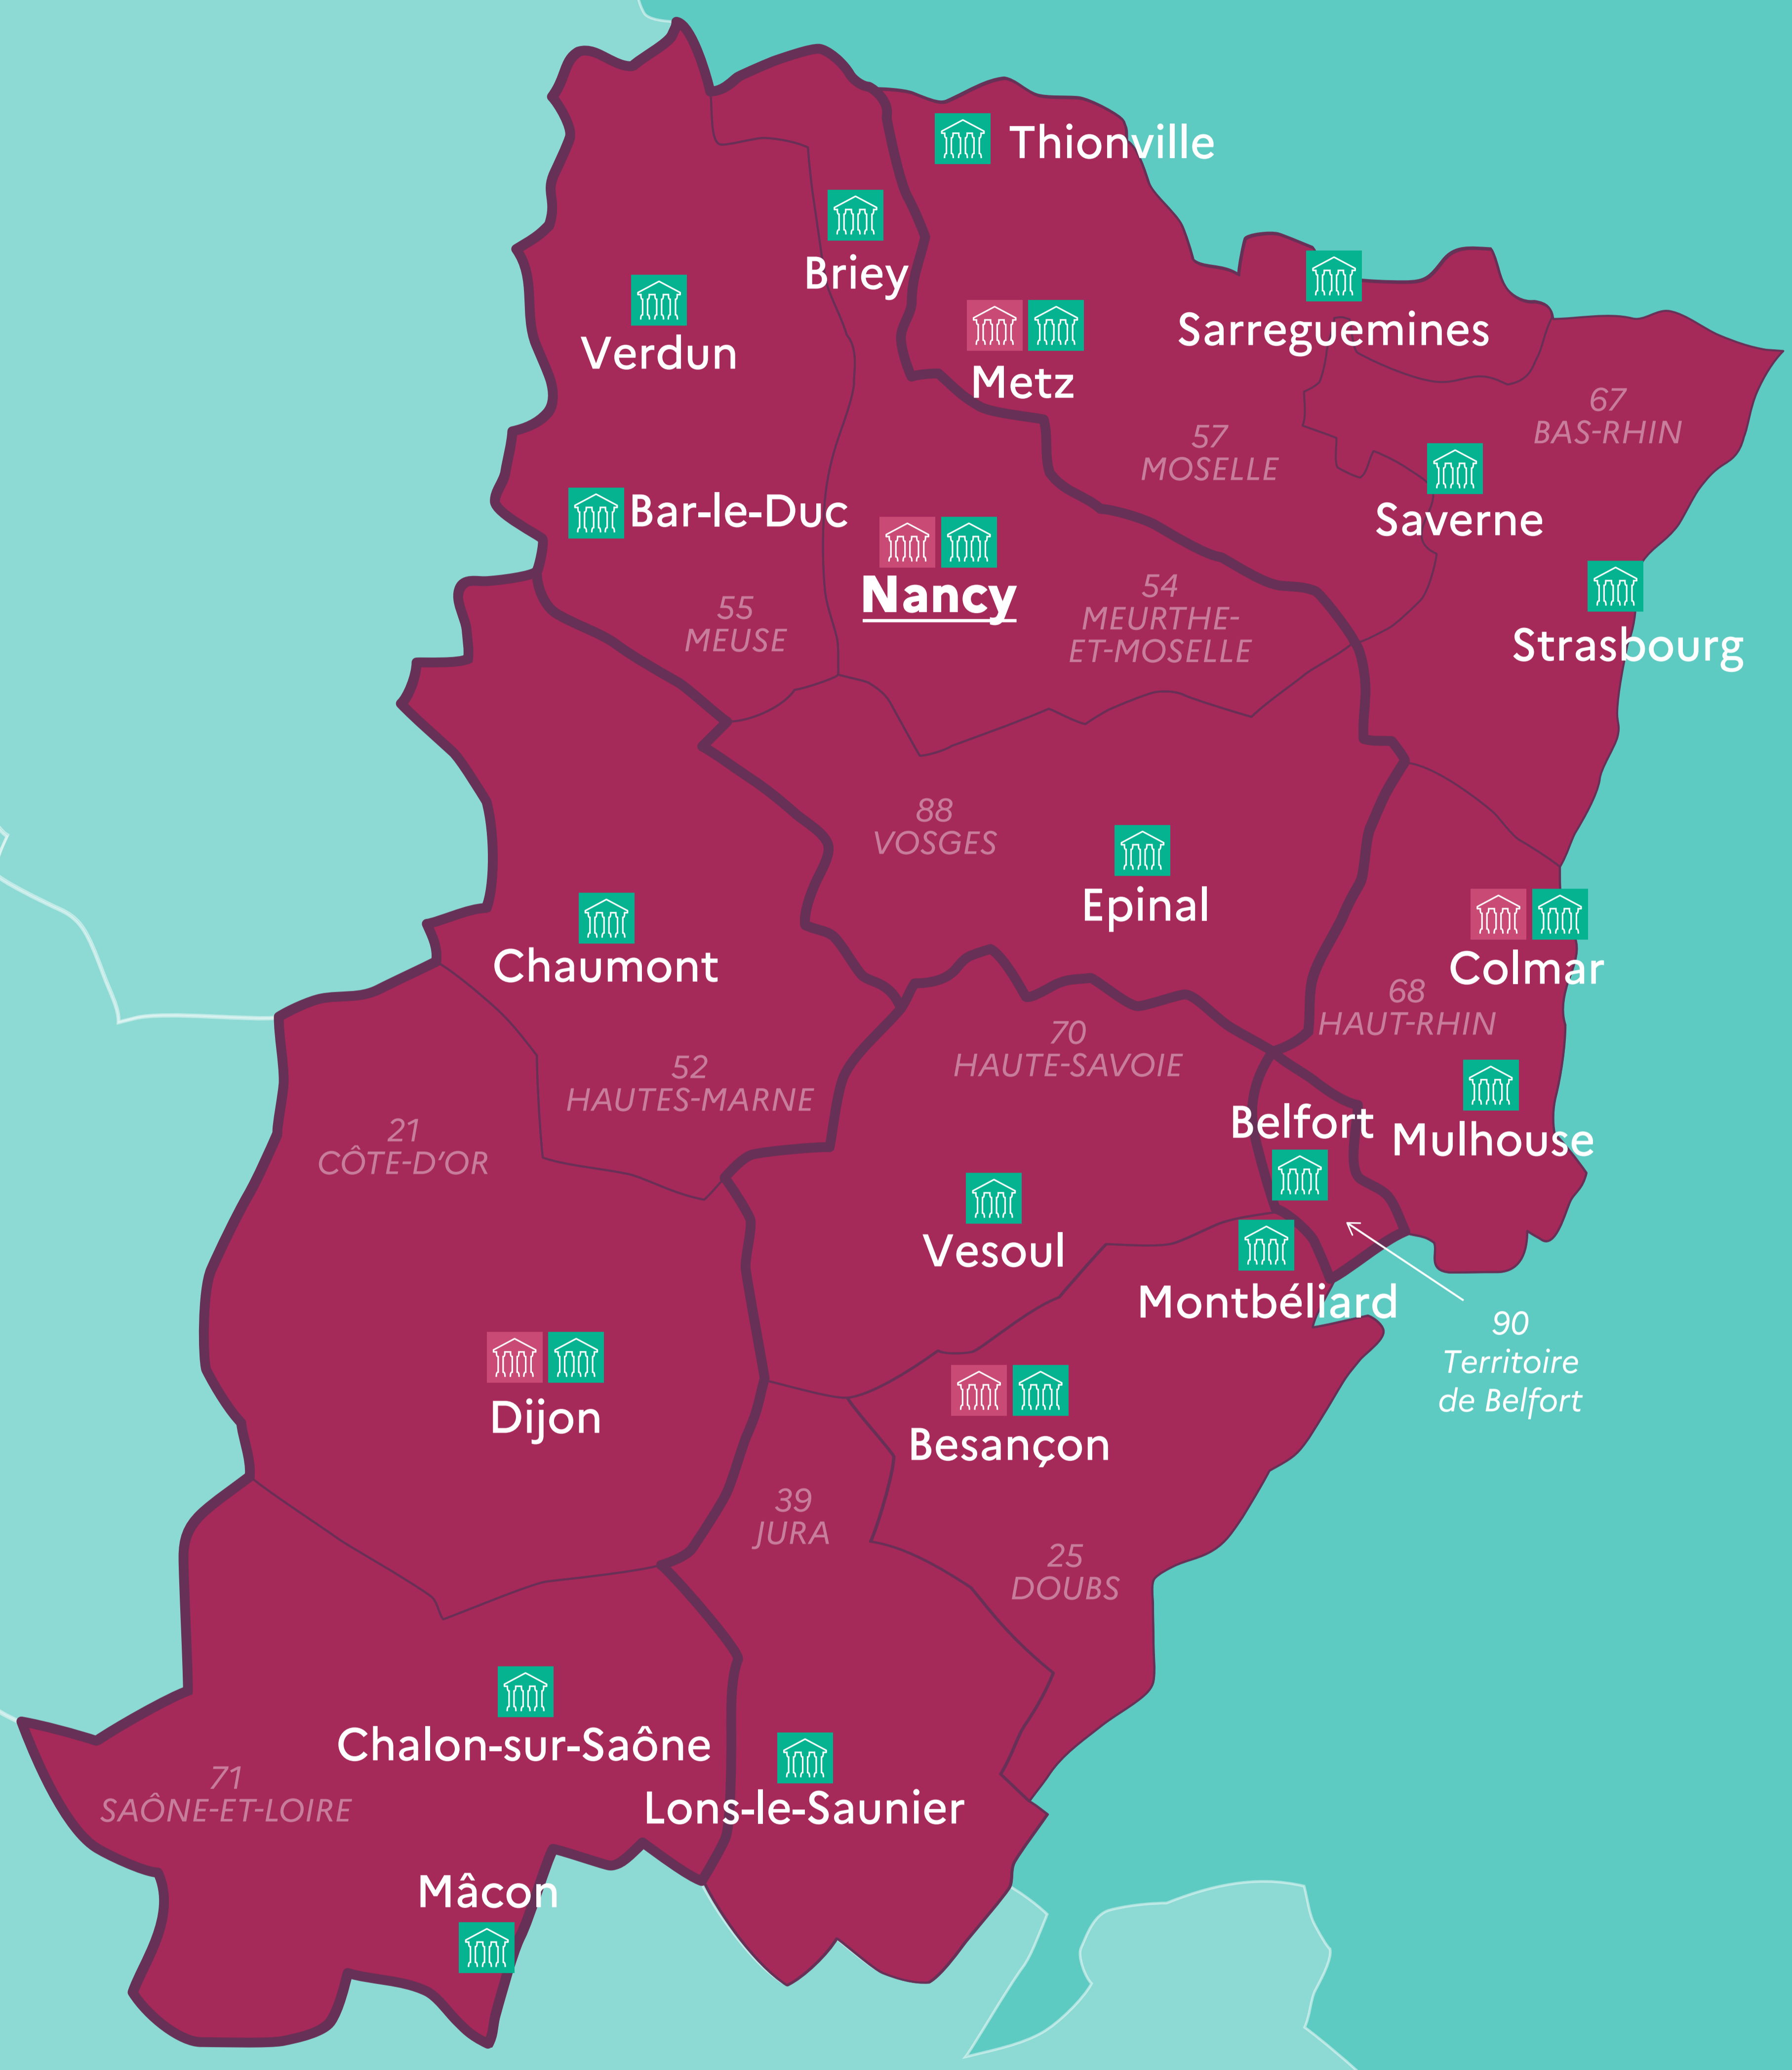 Thionville
Briey
Sarreguemines
Verdun
Metz
67
BAS-RHIN
57
MOSELLE
Bar-le-Duc
Saverne
Nancy
54
MEURTHE-
ET-MOSELLE
55
MEUSE
Strasbourg
88
VOSGES
Epinal
Chaumont
Colmar
68
HAUT-RHIN
70
HAUTE-SAVOIE
52
HAUTES-MARNE
Belfort
Mulhouse
21
CÔTE-D'OR
Vesoul
Montbéliard
90
Territoire
de Belfort
Dijon
Besançon
39
JURA
25
DOUBS
Chalon-sur-Saône
71
SAÔNE-ET-LOIRE
Lons-le-Saunier
Mâcon